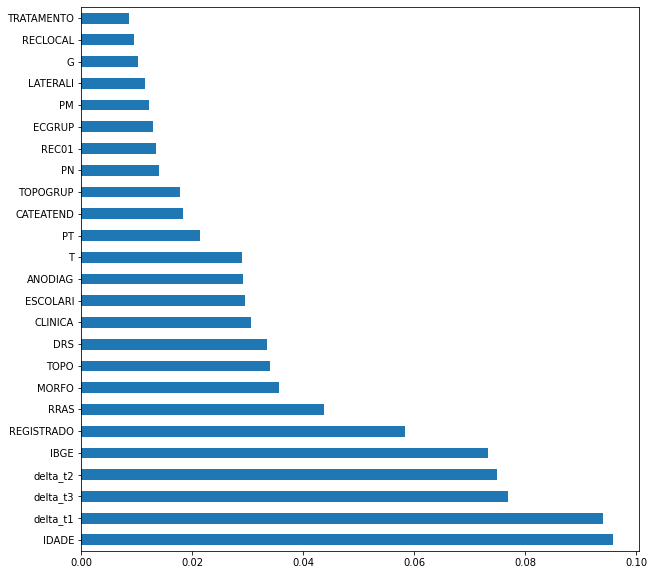 TRATAMENTO
RECLOCAL
G
LATERALI
PM
ECGRUP
REC01
PN
TOPOGRUP
CATEATEND
PT
T
ANODIAG
ESCOLARI
CLINICA
DRS
TOPO
MORFO
RRAS
REGISTRADO
IBGE
delta_t2
delta_t3
delta_t1
IDADE
0.00 0.02 0.04 0.06 0.08 0.10